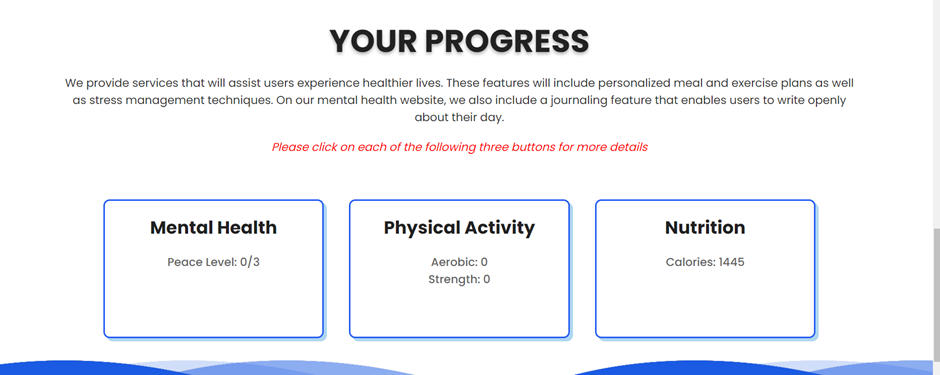 YOUR PROGRESS
We provide services that will assist users experience healthier lives. These features will include personalized meal and exercise plans as well
as stress management techniques. On our mental health website, we also include a journaling feature that enables users to write openly
about their day.
Please click on each of the following three buttons for more details
Mental Health
Peace Level: 0/3
Physical Activity
Aerobic: 0
Strength: 0
Nutrition
Calories: 1445